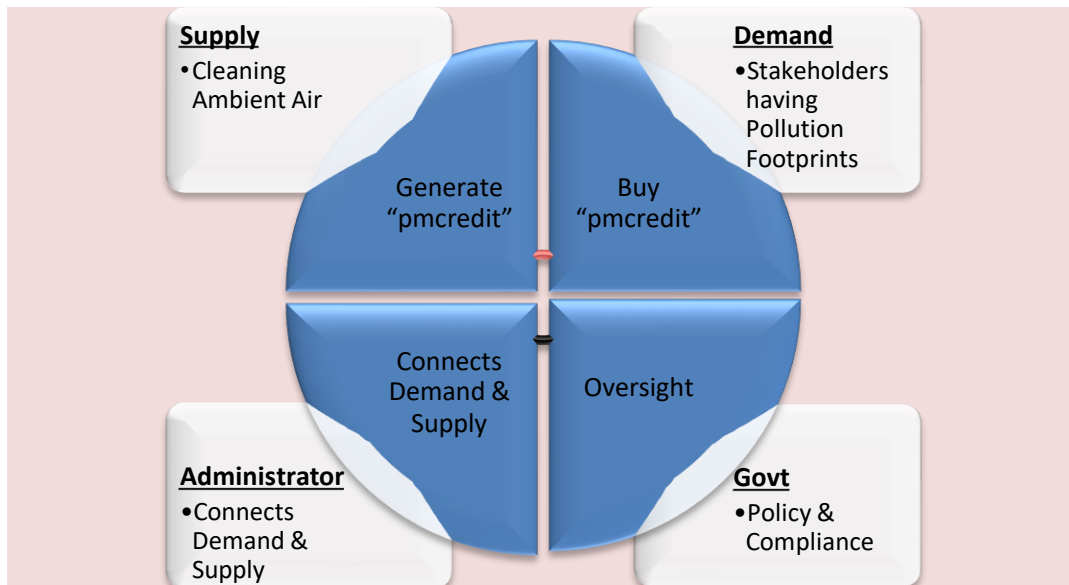 Supply
•Cleaning
Ambient Air
Demand
•Stakeholders
having
Pollution
Footprints
Generate
“pmcredit”
Buy
“pmcredit”
Connects
Demand &
Supply
Oversight
Administrator
•Connects
Demand &
Supply
Govt
•Policy &
Compliance